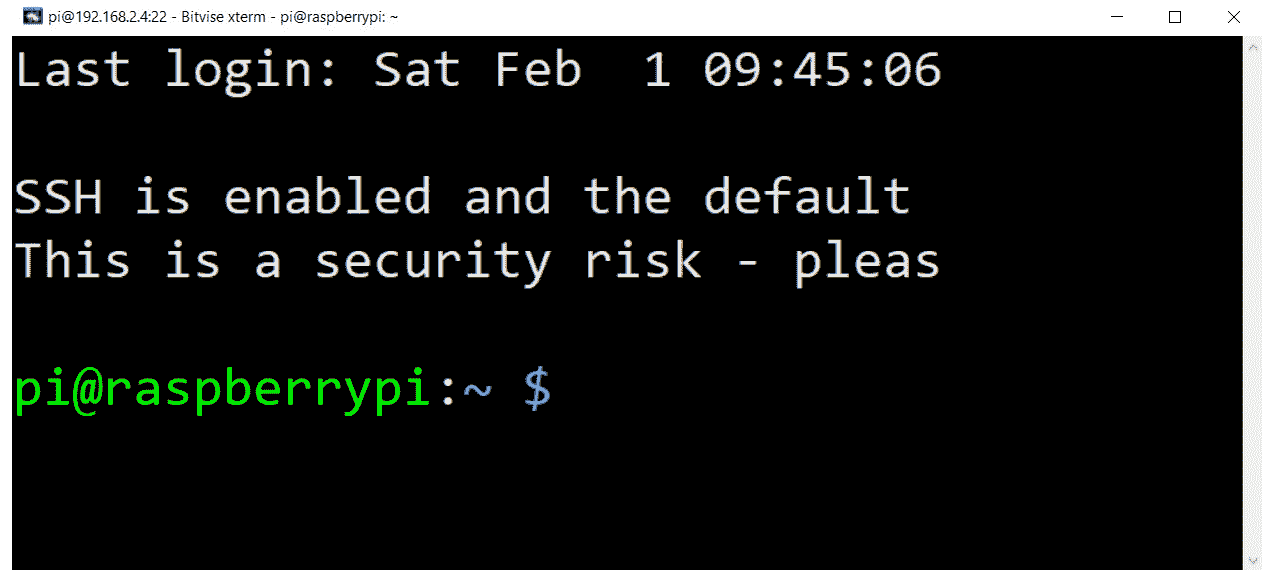 pi@192.168.2.4:22 - Bitvise xterm - pi@raspberrypi: ~
Last login: Sat Feb  1 09:45:06
SSH is enabled and the default
This is a security risk - pleas
pi@raspberrypi:~ $